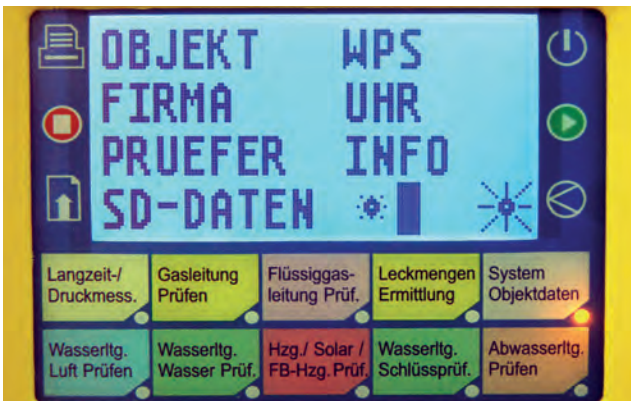 OBJEKT WPS
FIRMA UHR
PRUEFER INFO
SD-DATEN
Langzeit-/
Druckmess.
Gasleitung
Prüfen
Flüssiggas-
leitung Prüf.
Leckmengen
Ermittlung
System
Objektdaten
Wasserltg.
Luft Prüfen
Wasserltg.
Wasser Prüf.
Hzg./ Solar /
FB-Hzg. Prüf.
Wasserltg.
Schlüssprüf.
Abwasserltg.
Prüfen